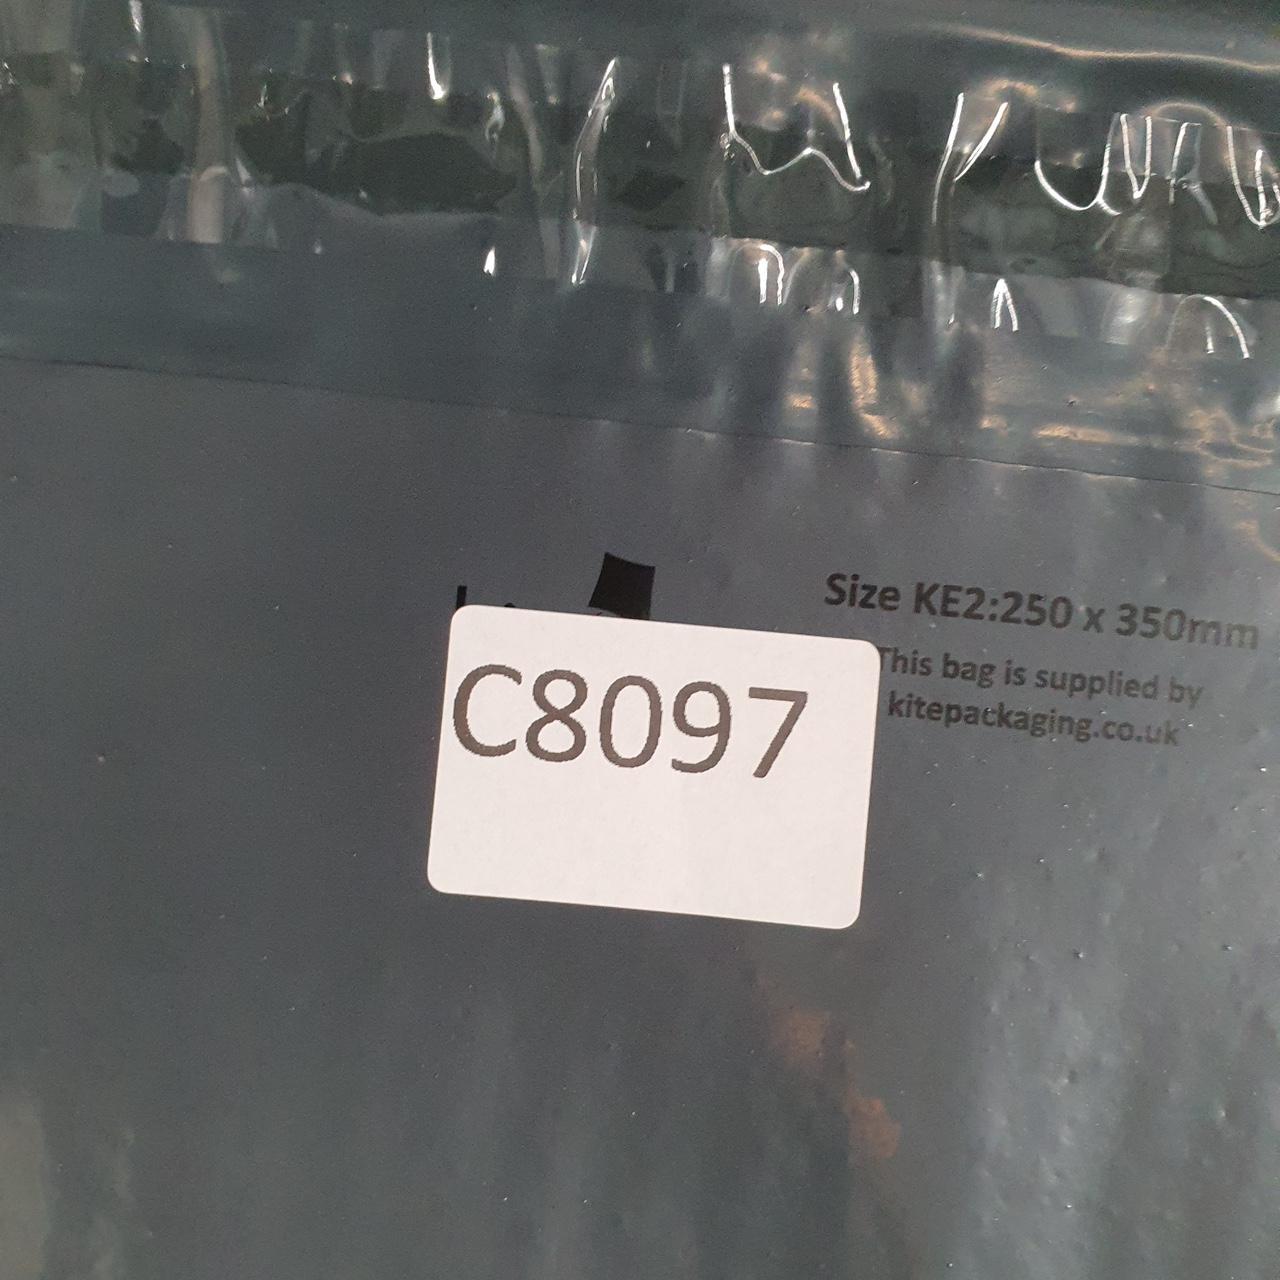 Size KE2:250 x 350mm
This bag is supplied by
kitepackaging.co.uk
C8097